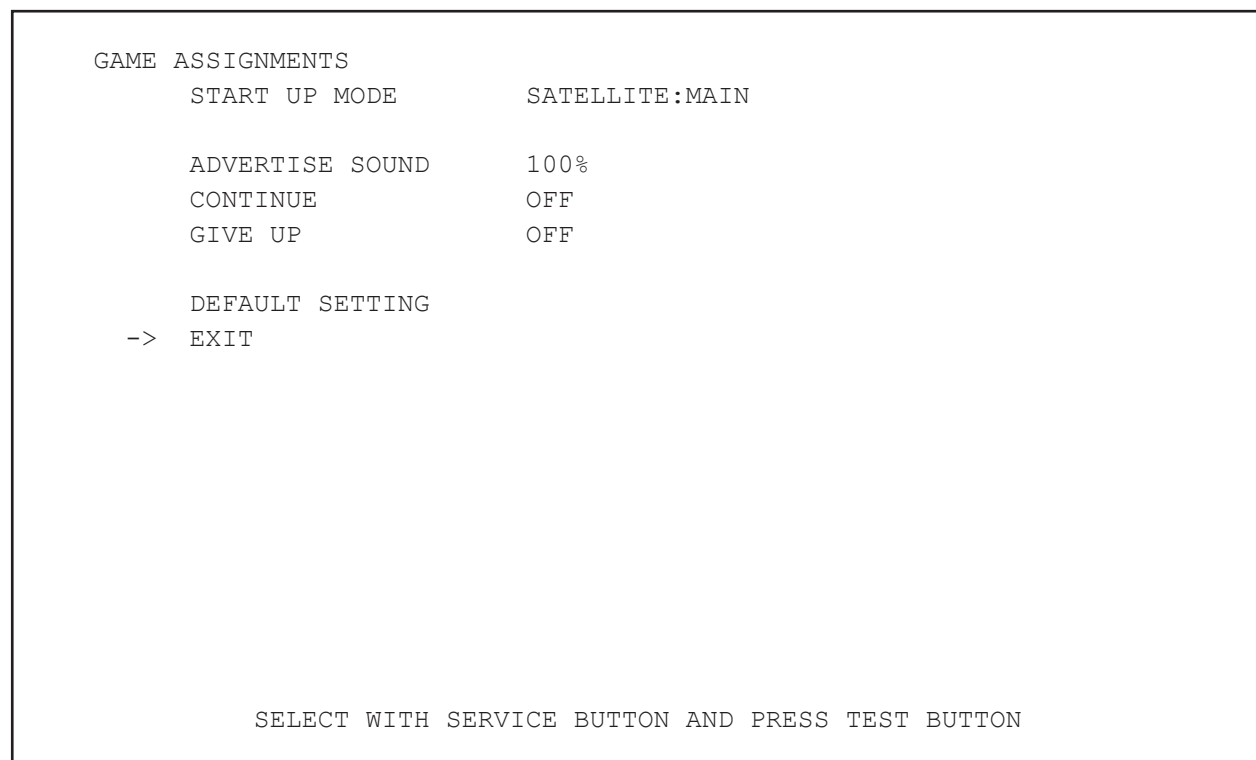 GAME ASSIGNMENTS
START UP MODE SATELLITE:MAIN
ADVERTISE SOUND 100%
CONTINUE OFF
GIVE UP OFF
DEFAULT SETTING
-> EXIT
SELECT WITH SERVICE BUTTON AND PRESS TEST BUTTON